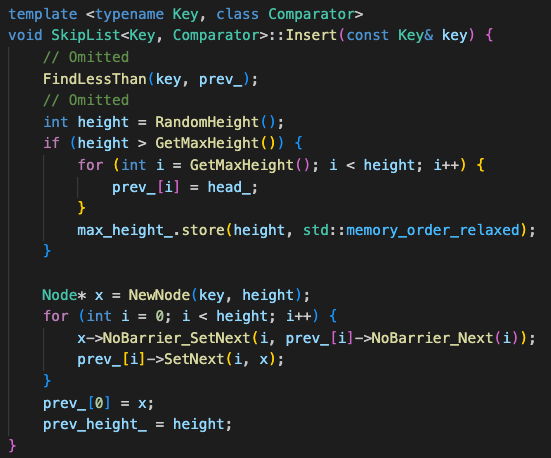 template <typename Key, class Comparator>
void SkipList<Key, Comparator>::Insert(const Key& key) {
    // Omitted
    FindLessThan(key, prev_);
    // Omitted
    int height = RandomHeight();
    if (height > GetMaxHeight()) {
        for (int i = GetMaxHeight(); i < height; i++) {
            prev_[i] = head_;
        }
        max_height_.store(height, std::memory_order_relaxed);
    }

    Node* x = NewNode(key, height);
    for (int i = 0; i < height; i++) {
        x->NoBarrier_SetNext(i, prev_[i]->NoBarrier_Next(i));
        prev_[i]->SetNext(i, x);
    }
    prev_[0] = x;
    prev_height_ = height;
}